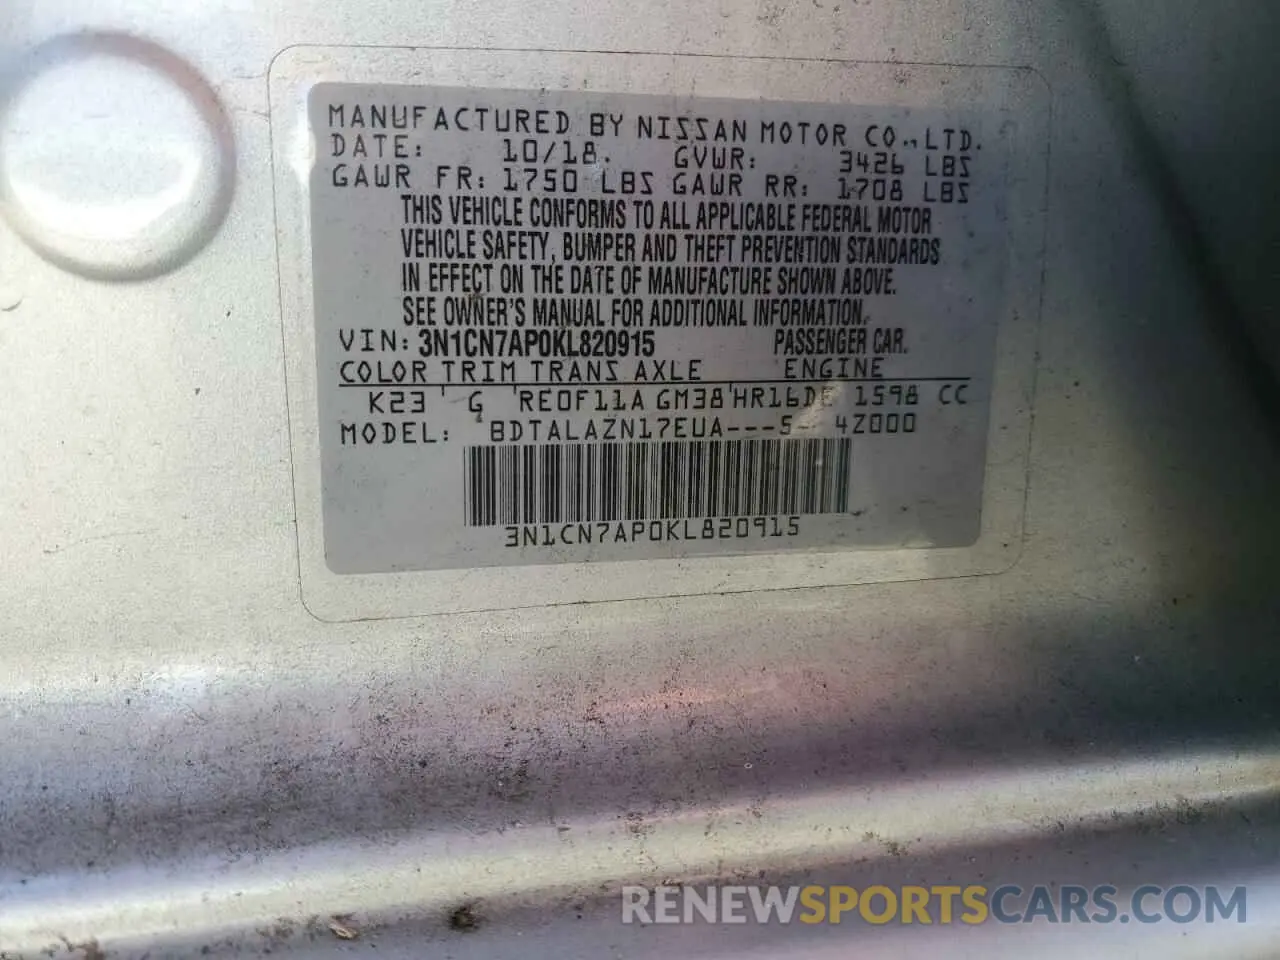 MANUFACTURED BY NISSAN MOTOR CO., LTD.
DATE: 10/18. GVWR: 3426 LBS
GAWR FR: 1750 LBS GAWR RR: 1708 LBS
THIS VEHICLE CONFORMS TO ALL APPLICABLE FEDERAL MOTOR
VEHICLE SAFETY, BUMPER AND THEFT PREVENTION STANDARDS
IN EFFECT ON THE DATE OF MANUFACTURE SHOWN ABOVE.
SEE OWNER'S MANUAL FOR ADDITIONAL INFORMATION.
VIN: 3N1CN7AP0KL820915 PASSENGER CAR.
COLOR TRIM TRANS AXLE ENGINE
K23 ' G 'RE0F11A GM38'HR16DE 1598 CC
MODEL: BDTALAZN17EUA---5- 4Z000
3N1CN7AP0KL820915
RENEWSPORTSCARS.COM